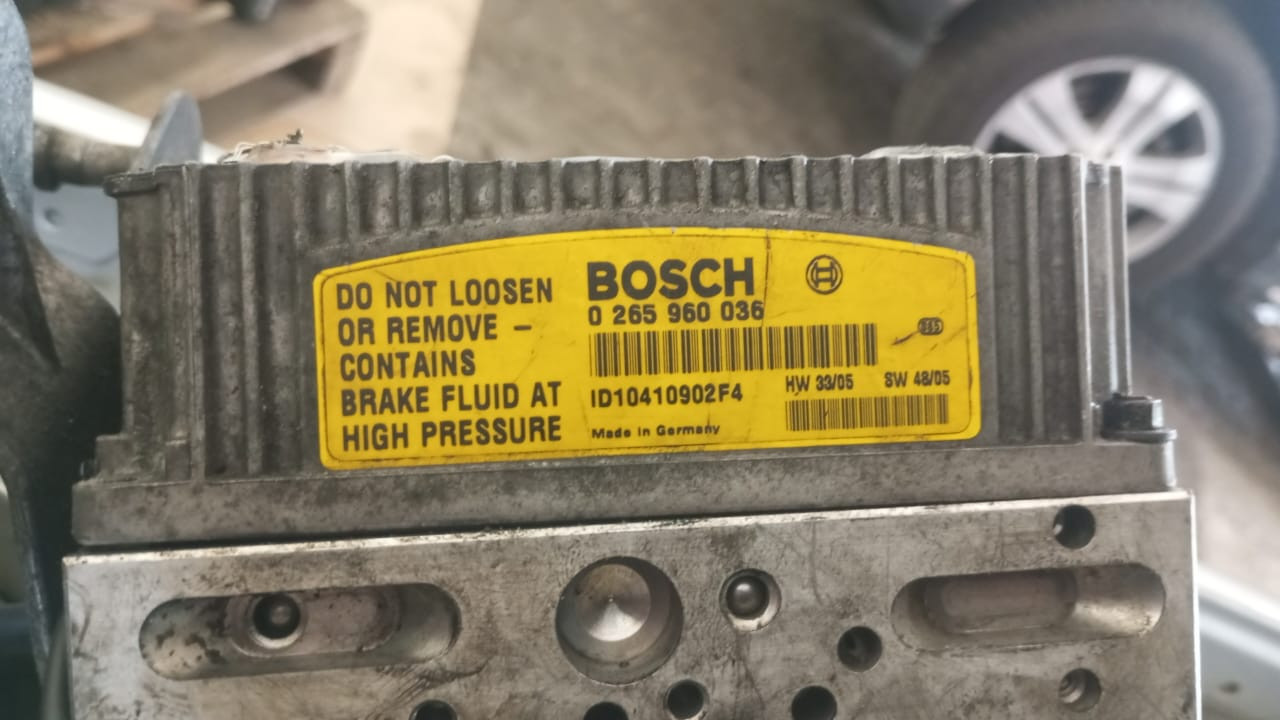 DO NOT LOOSEN
OR REMOVE –
CONTAINS
BRAKE FLUID AT
HIGH PRESSURE
BOSCH
0 265 960 036
ID10410902F4
HW 33/05 SW 48/05
Made in Germany